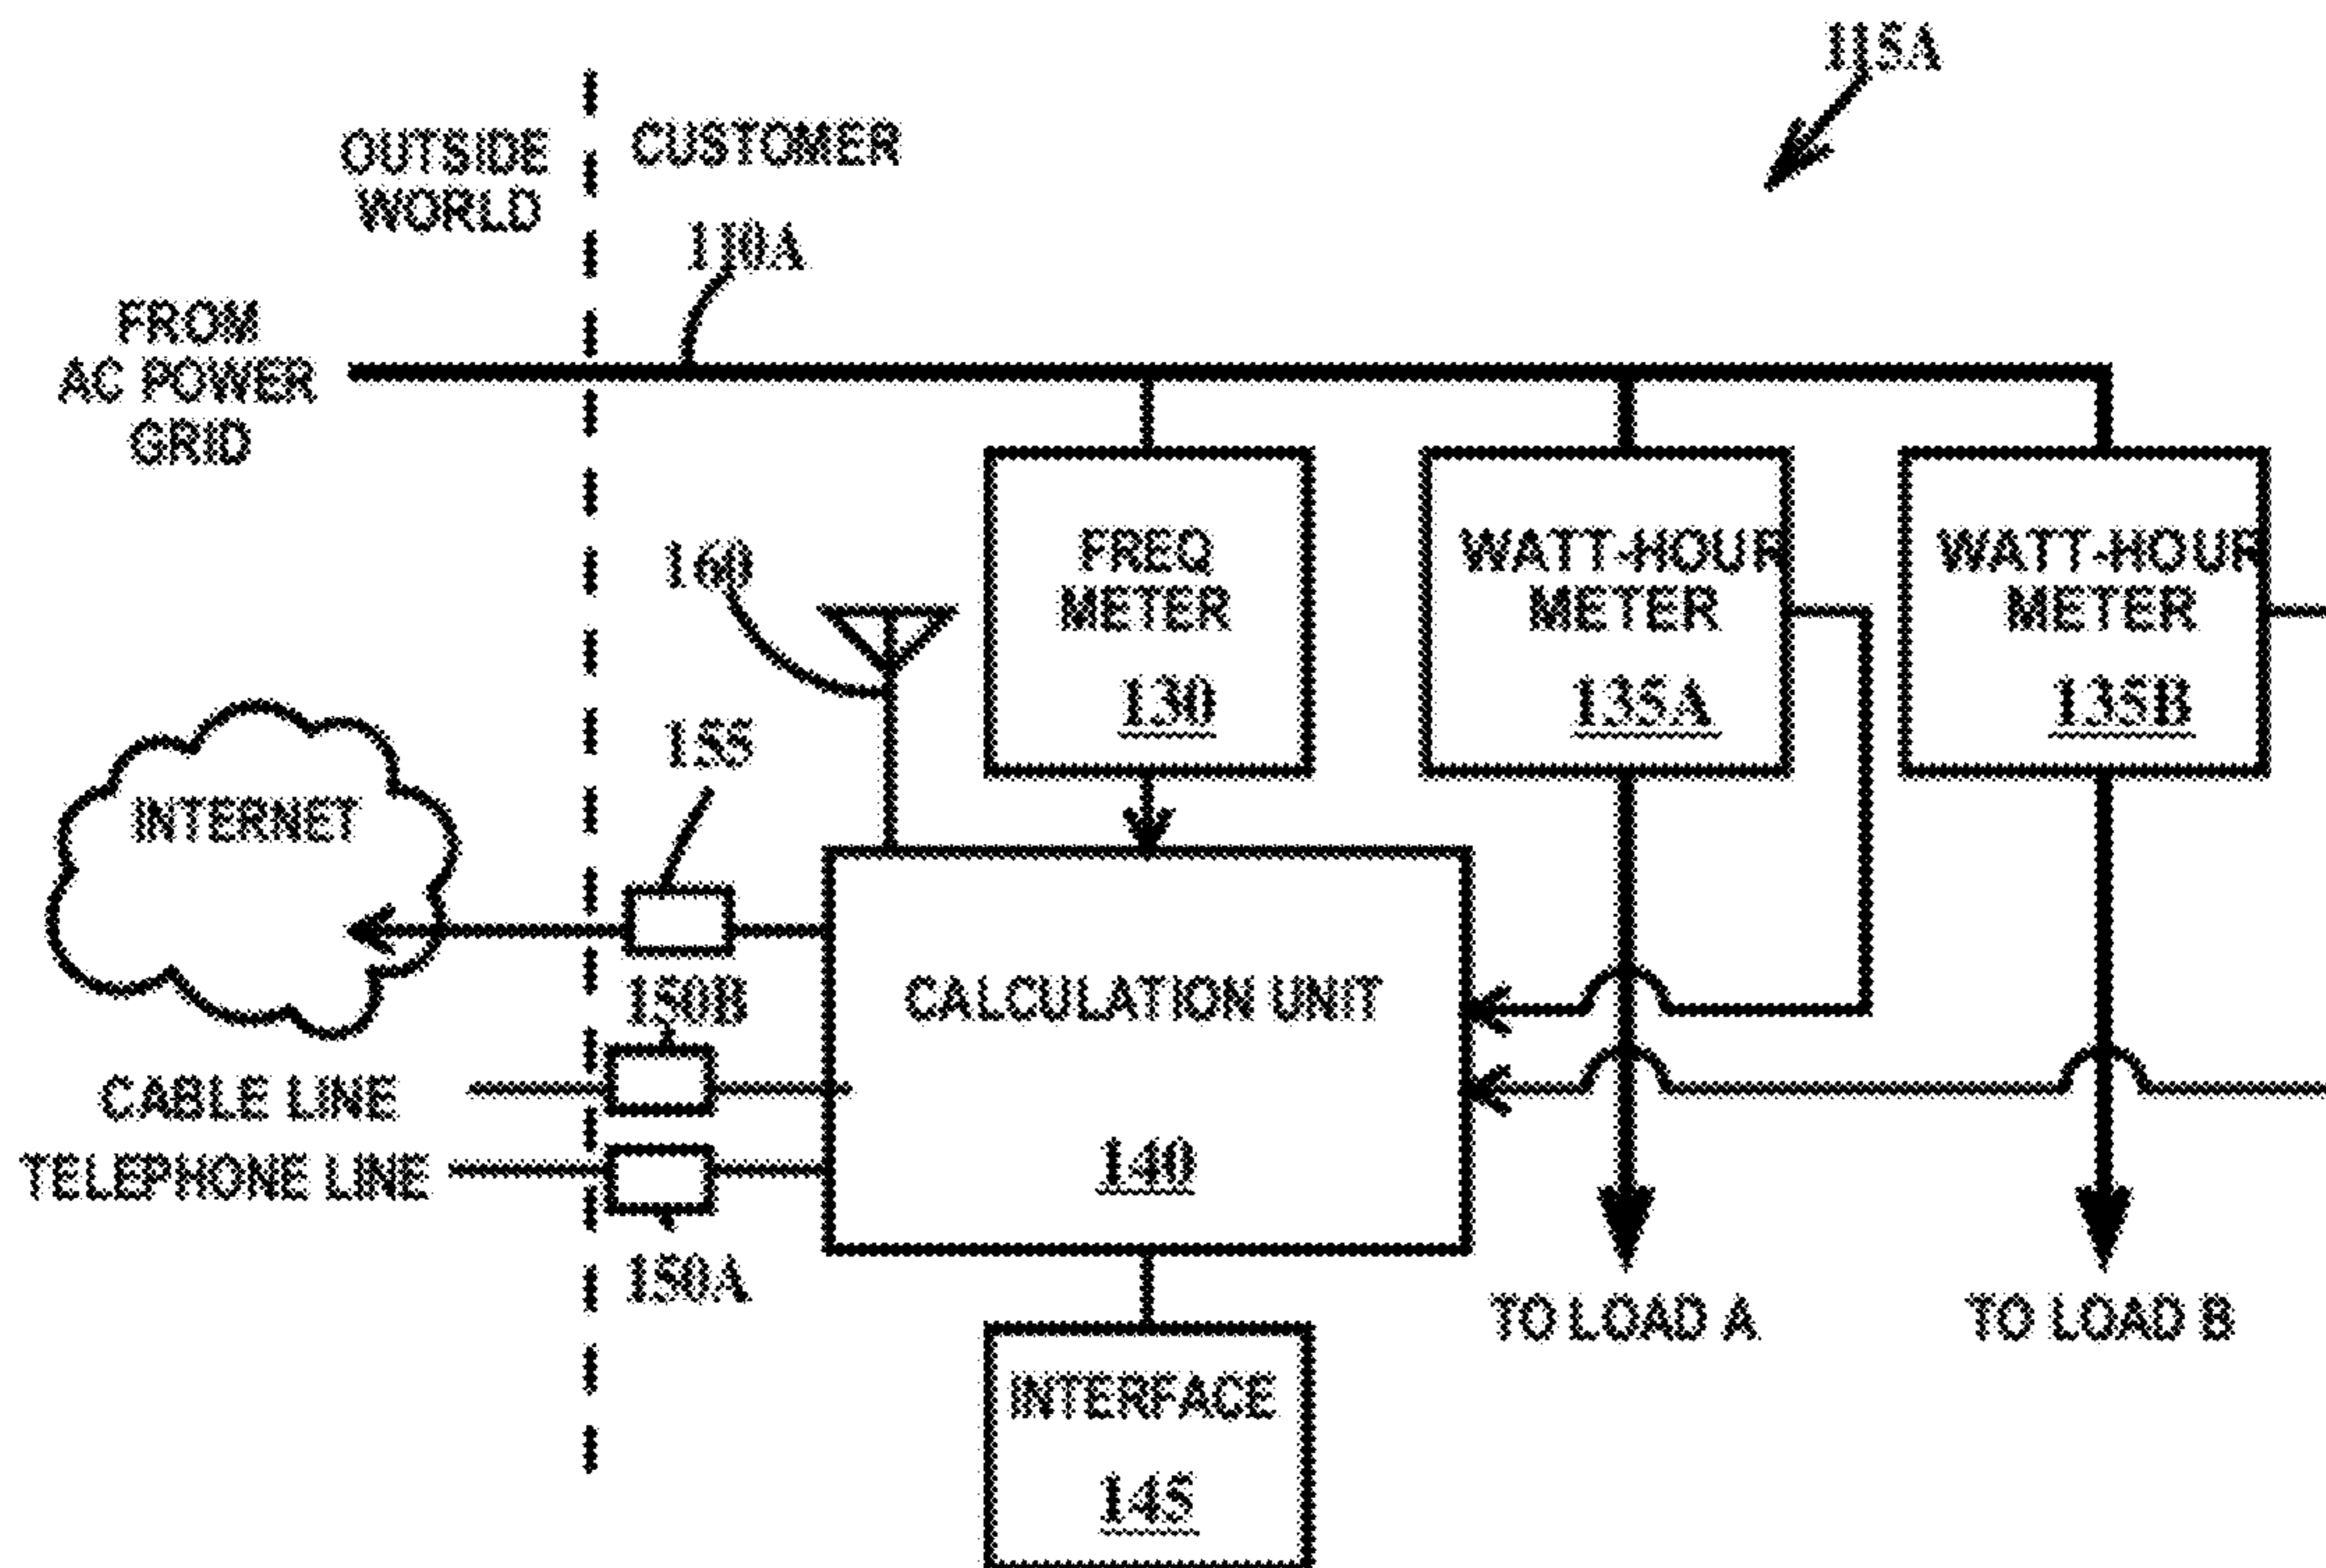 115A
OUTSIDE
WORLD
CUSTOMER
110A
FROM
AC POWER
GRID
160
FREQ
METER
130
WATT-HOUR
METER
135A
WATT-HOUR
METER
135B
155
INTERNET
150B
CALCULATION UNIT
140
CABLE LINE
TELEPHONE LINE
150A
TO LOAD A
TO LOAD B
INTERFACE
145